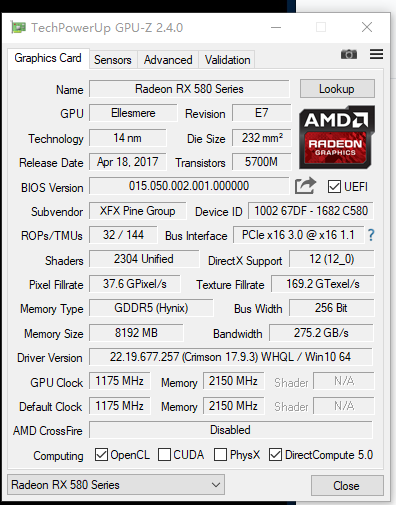 TechPowerUp GPU-Z 2.4.0
Graphics Card Sensors Advanced Validation
Name Radeon RX 580 Series Lookup
GPU Ellesmere Revision E7
AMD
RADEON
GRAPHICS
Technology 14 nm Die Size 232 mm²
Release Date Apr 18, 2017 Transistors 5700M
BIOS Version 015.050.002.001.000000 UEFI
Subvendor XFX Pine Group Device ID 1002 67DF - 1682 C580
ROPs/TMUs 32 / 144 Bus Interface PCIe x16 3.0 @ x16 1.1 ?
Shaders 2304 Unified DirectX Support 12 (12_0)
Pixel Fillrate 37.6 GPixel/s Texture Fillrate 169.2 GTexel/s
Memory Type GDDR5 (Hynix) Bus Width 256 Bit
Memory Size 8192 MB Bandwidth 275.2 GB/s
Driver Version 22.19.677.257 (Crimson 17.9.3) WHQL / Win10 64
GPU Clock 1175 MHz Memory 2150 MHz Shader N/A
Default Clock 1175 MHz Memory 2150 MHz Shader N/A
AMD CrossFire Disabled
Computing OpenCL CUDA PhysX DirectCompute 5.0
Radeon RX 580 Series Close